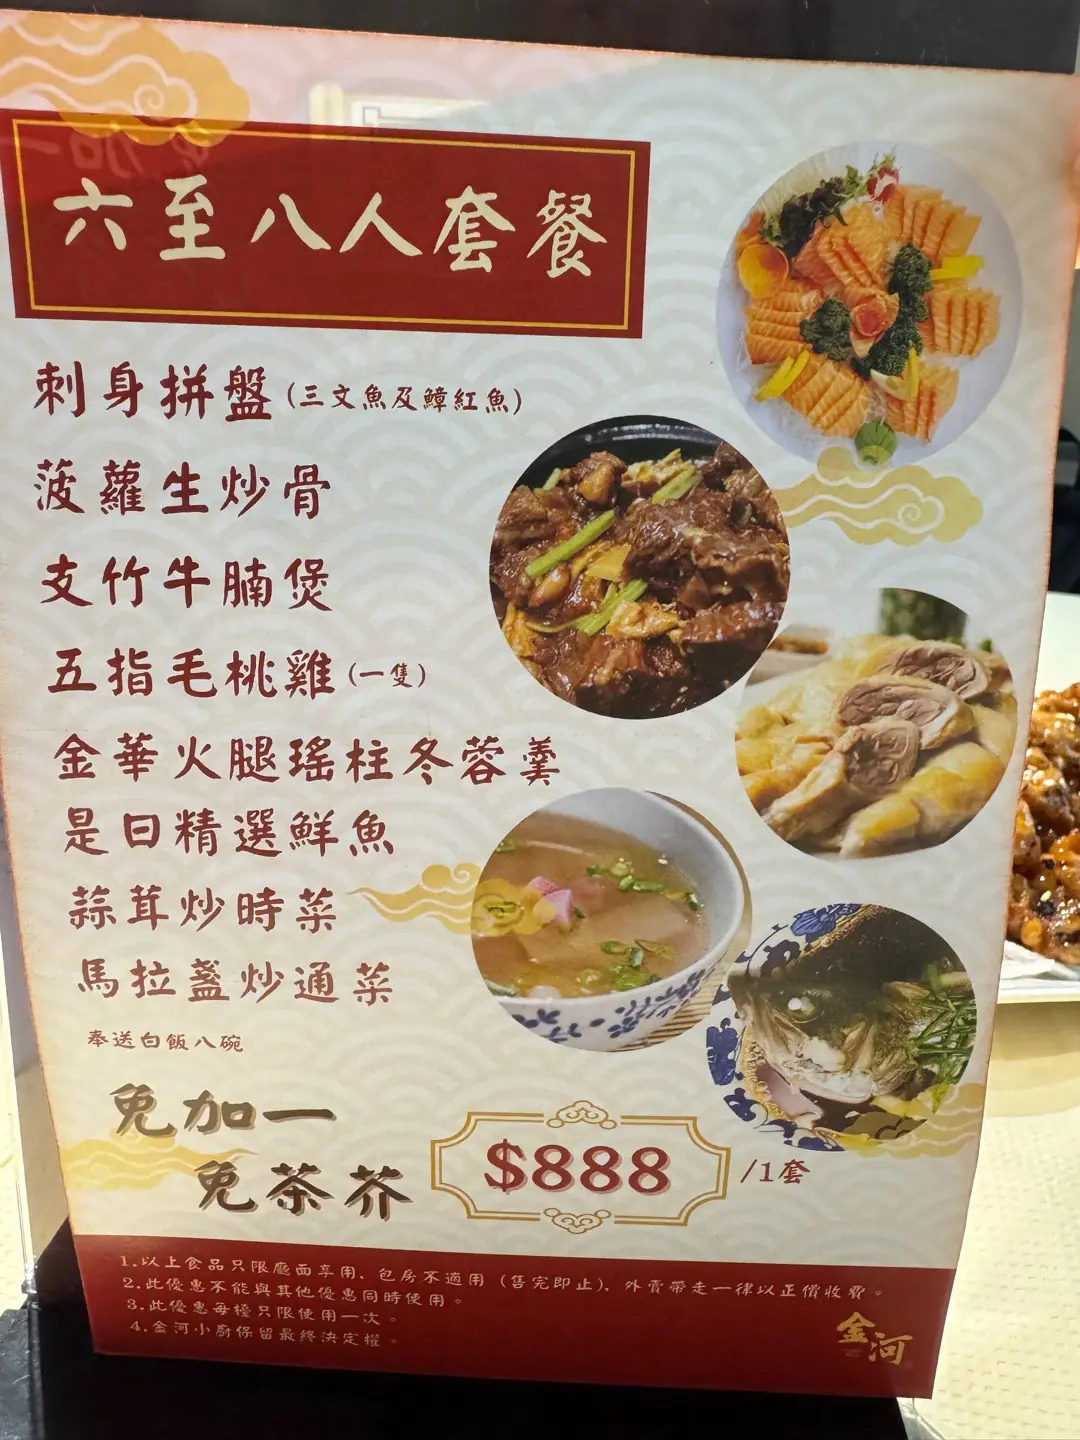 六至八人套餐
刺身拼盤(三文魚及鱆紅魚)
菠蘿生炒骨
支竹牛腩煲
五指毛桃雞(一隻)
金華火腿瑤柱冬蓉羹
是日精選鮮魚
蒜茸炒時菜
馬拉盞炒通菜
奉送白飯八碗
免加一
免茶芥
$888/1套
1.以上食品只限廳面享用，包房不適用（售完即止），外賣帶走一律以正價收費。
2.此優惠不能與其他優惠同時使用。
3.此優惠每檯只限使用一次。
4.金河小廚保留最終決定權。
金河